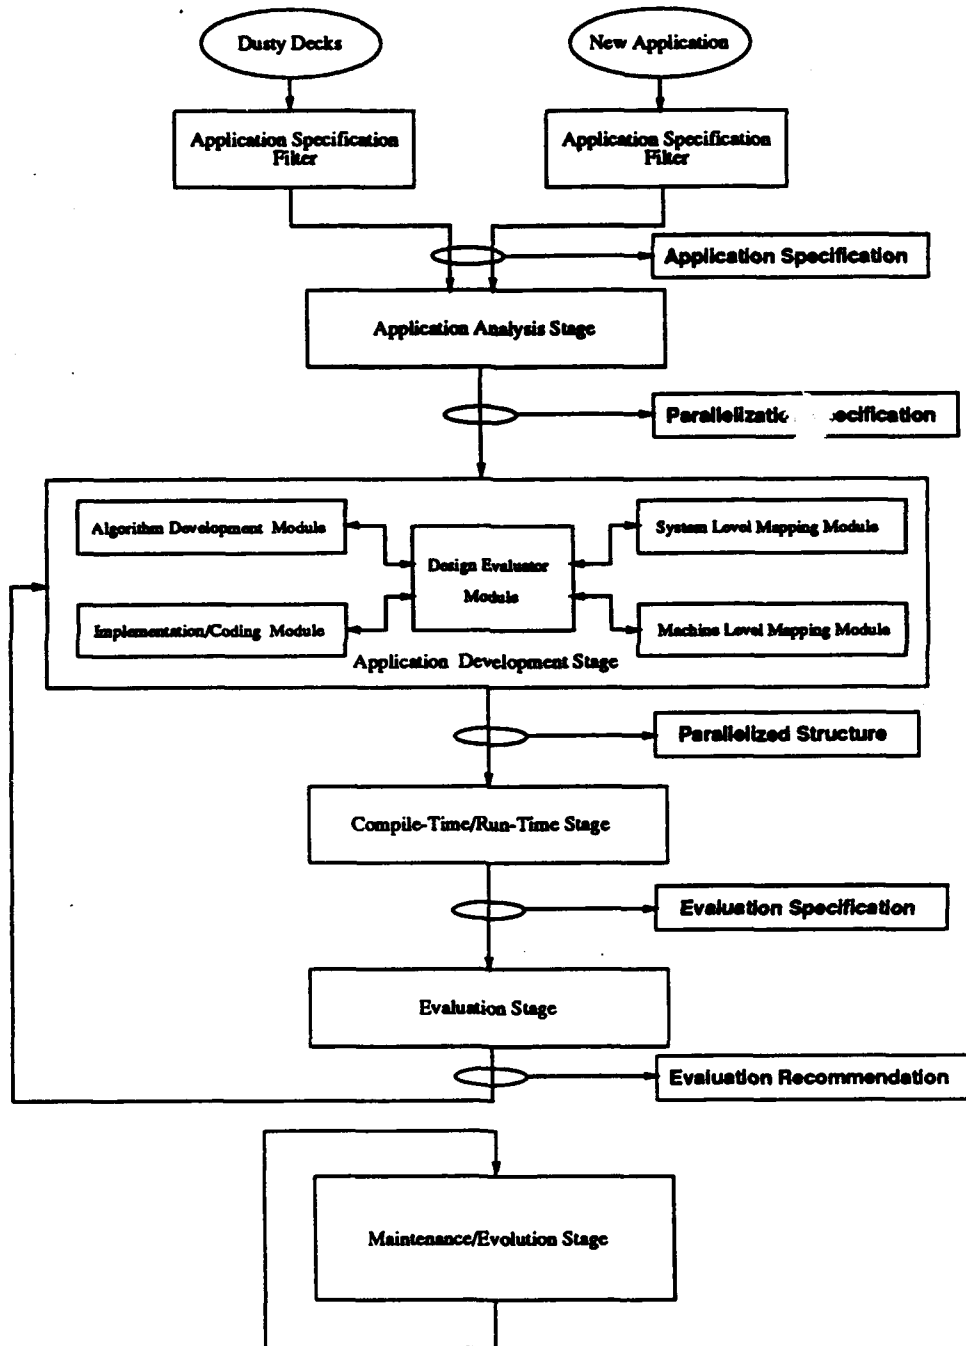 Dusty Decks
New Application
Application Specification
Filter
Application Specification
Filter
Application Specification
Application Analysis Stage
Parallelizatic ecification
Algorithm Development Module
System Level Mapping Module
Design Evaluator
Module
Implementation/Coding Module
Machine Level Mapping Module
Application Development Stage
Parallelized Structure
Compile-Time/Run-Time Stage
Evaluation Specification
Evaluation Stage
Evaluation Recommendation
Maintenance/Evolution Stage